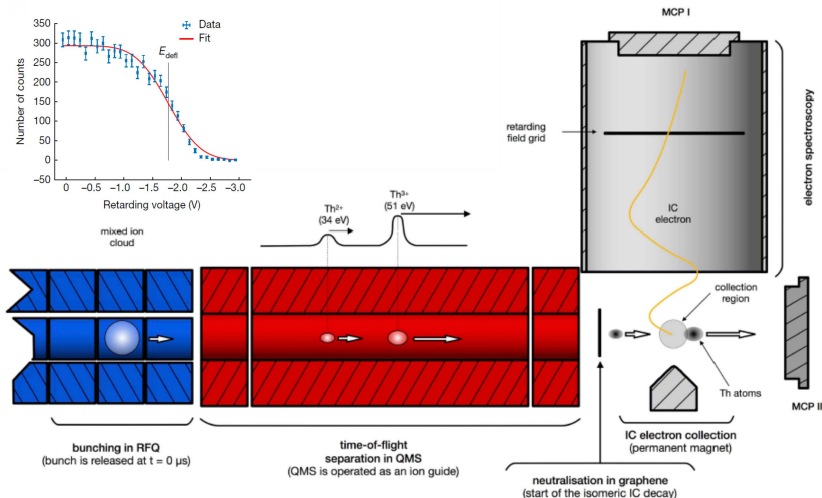 350
300
250
200
150
100
50
0
−50
Number of counts
Data
Fit
E_defl
0
−0.5
−1.0
−1.5
−2.0
−2.5
−3.0
Retarding voltage (V)
MCP I
retarding
field grid
IC
electron
electron spectroscopy
mixed ion
cloud
Th²⁺
(34 eV)
Th³⁺
(51 eV)
collection
region
Th atoms
MCP II
bunching in RFQ
(bunch is released at t = 0 µs)
time-of-flight
separation in QMS
(QMS is operated as an ion guide)
IC electron collection
(permanent magnet)
neutralisation in graphene
(start of the isomeric IC decay)